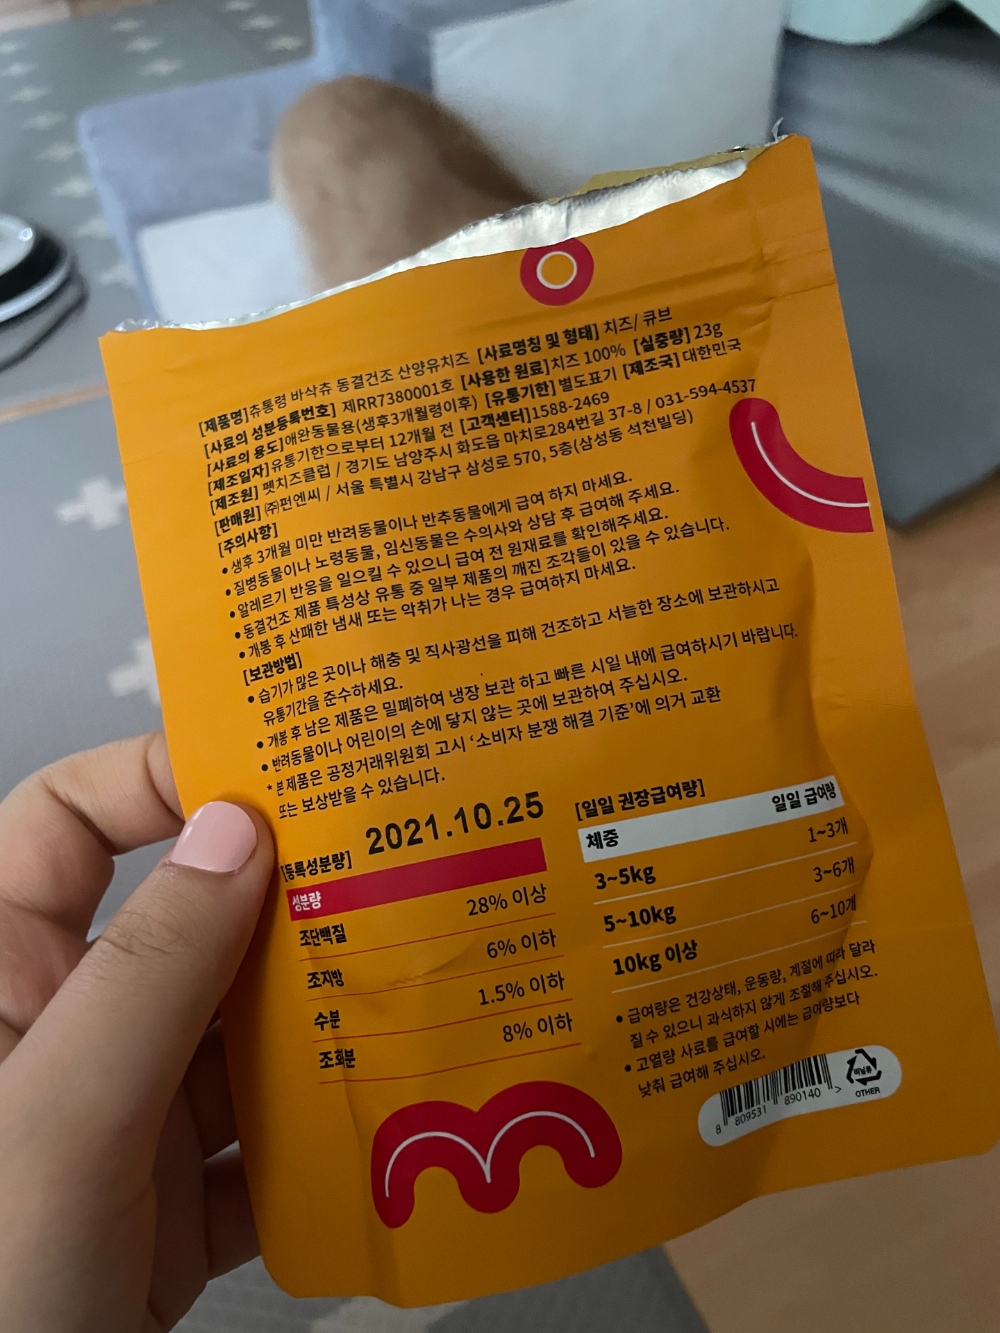 [제품명]츄통령 바삭츄 동결건조 산양유치즈 [사료명칭 및 형태] 치즈/ 큐브
[사료의 성분등록번호] 제RR7380001호 [사용한 원료]치즈 100% [실중량] 23g
[사료의 용도]애완동물용(생후3개월령이후) [유통기한] 별도표기 [제조국] 대한민국
[제조일자]유통기한으로부터 12개월 전 [고객센터]1588-2469
[제조원] 펫치즈클럽 / 경기도 남양주시 화도읍 마치로284번길 37-8 / 031-594-4537
[판매원] ㈜펀엔씨 / 서울 특별시 강남구 삼성로 570, 5층(삼성동 석천빌딩)
[주의사항]
• 생후 3개월 미만 반려동물이나 반추동물에게 급여 하지 마세요.
• 질병동물이나 노령동물, 임신동물은 수의사와 상담 후 급여해 주세요.
• 알레르기 반응을 일으킬 수 있으니 급여 전 원재료를 확인해주세요.
• 동결건조 제품 특성상 유통 중 일부 제품의 깨진 조각들이 있을 수 있습니다.
• 개봉 후 산패한 냄새 또는 악취가 나는 경우 급여하지 마세요.
[보관방법]
• 습기가 많은 곳이나 해충 및 직사광선을 피해 건조하고 서늘한 장소에 보관하시고
유통기간을 준수하세요.
• 개봉 후 남은 제품은 밀폐하여 냉장 보관 하고 빠른 시일 내에 급여하시기 바랍니다.
• 반려동물이나 어린이의 손에 닿지 않는 곳에 보관하여 주십시오.
* 본 제품은 공정거래위원회 고시 '소비자 분쟁 해결 기준'에 의거 교환
또는 보상받을 수 있습니다.
[등록성분량] 2021.10.25
성분량
조단백질 28% 이상
조지방 6% 이하
수분 1.5% 이하
조회분 8% 이하
[일일 권장급여량]
체중 일일 급여량
3~5kg 1~3개
5~10kg 3~6개
10kg 이상 6~10개
• 급여량은 건강상태, 운동량, 계절에 따라 달라
질 수 있으니 과식하지 않게 조절해 주십시오.
• 고열량 사료를 급여할 시에는 급여량보다
낮춰 급여해 주십시오.
8 809531 890140 >
비닐류
OTHER